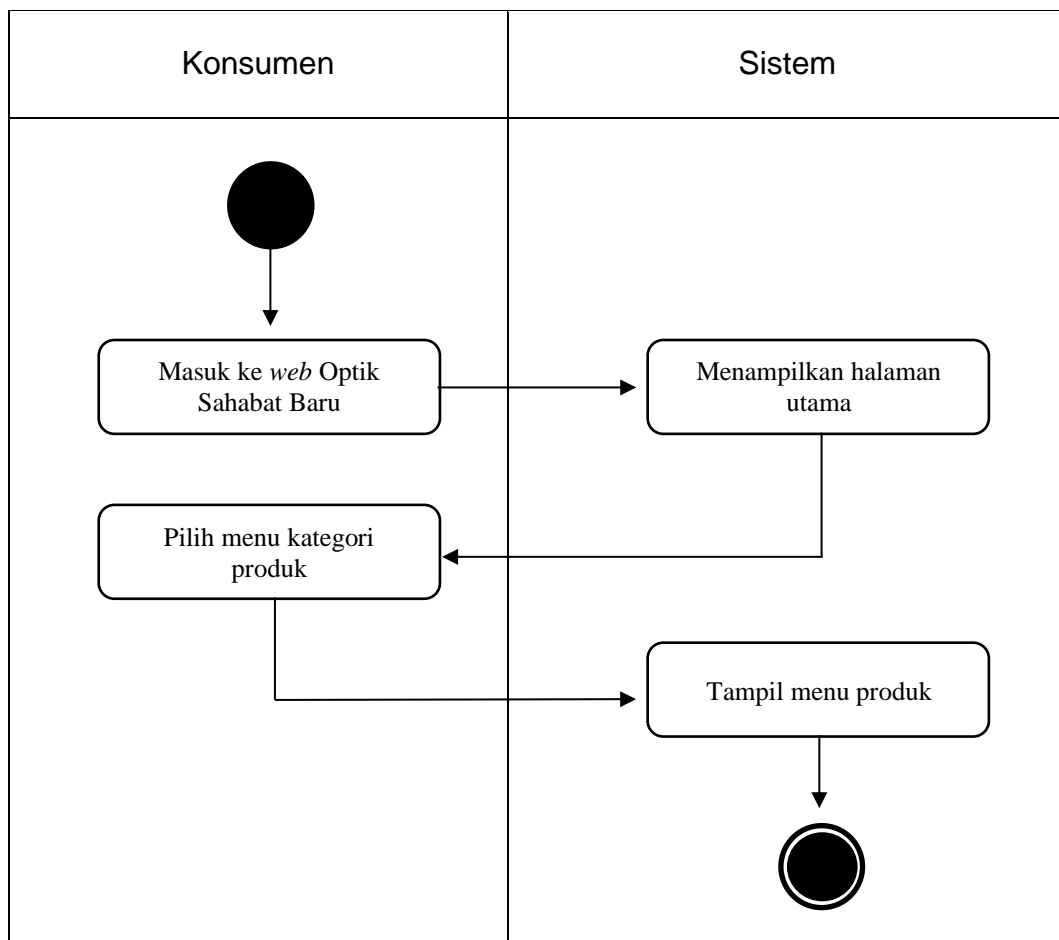 Konsumen
Sistem
Masuk ke web Optik
Sahabat Baru
Menampilkan halaman
utama
Pilih menu kategori
produk
Tampil menu produk